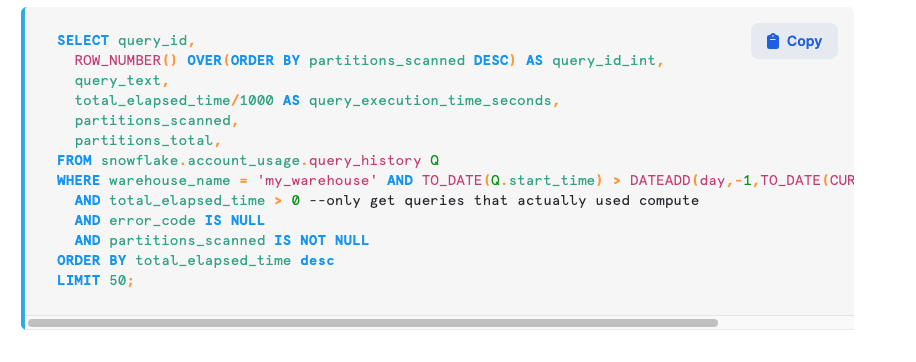 Copy
SELECT query_id,
ROW_NUMBER() OVER(ORDER BY partitions_scanned DESC) AS query_id_int,
query_text,
total_elapsed_time/1000 AS query_execution_time_seconds,
partitions_scanned,
partitions_total,
FROM snowflake.account_usage.query_history Q
WHERE warehouse_name = 'my_warehouse' AND TO_DATE(Q.start_time) > DATEADD(day,-1,TO_DATE(CUR
AND total_elapsed_time > 0 --only get queries that actually used compute
AND error_code IS NULL
AND partitions_scanned IS NOT NULL
ORDER BY total_elapsed_time desc
LIMIT 50;